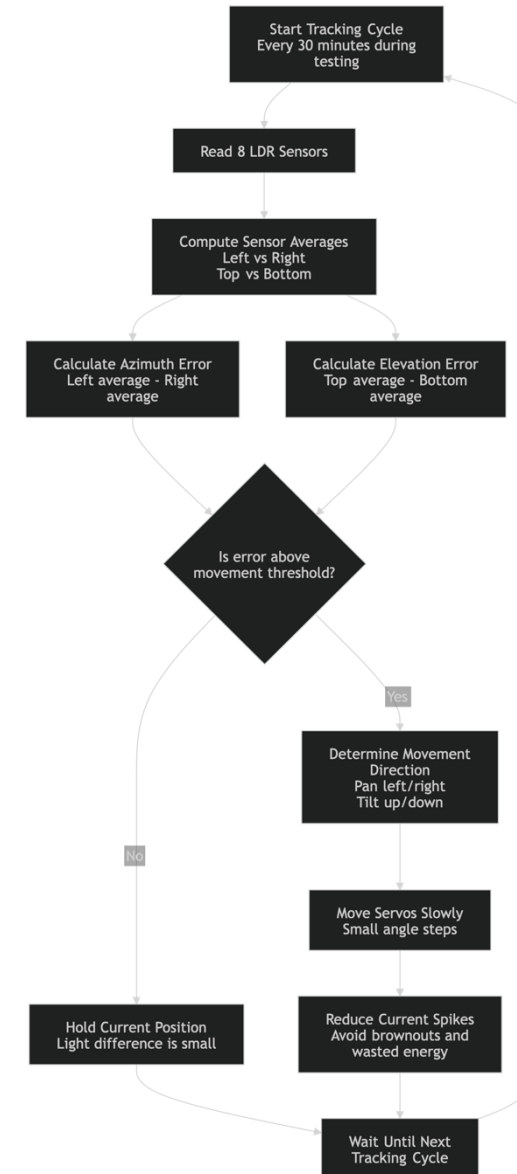 Start Tracking Cycle
Every 30 minutes during
testing
Read 8 LDR Sensors
Compute Sensor Averages
Left vs Right
Top vs Bottom
Calculate Azimuth Error
Left average - Right
average
Calculate Elevation Error
Top average - Bottom
average
Is error above
movement threshold?
Yes
Determine Movement
Direction
Pan left/right
Tilt up/down
No
Move Servos Slowly
Small angle steps
Hold Current Position
Light difference is small
Reduce Current Spikes
Avoid brownouts and
wasted energy
Wait Until Next
Tracking Cycle